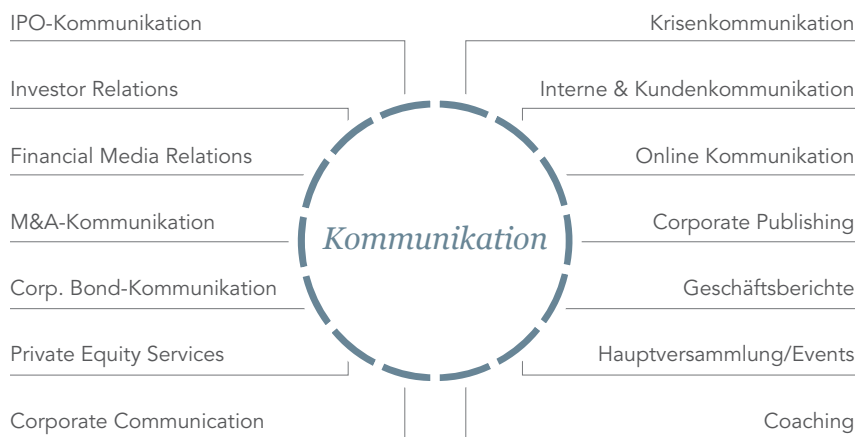 IPO-Kommunikation
Investor Relations
Financial Media Relations
M&A-Kommunikation
Corp. Bond-Kommunikation
Private Equity Services
Corporate Communication
Kommunikation
Krisenkommunikation
Interne & Kundenkommunikation
Online Kommunikation
Corporate Publishing
Geschäftsberichte
Hauptversammlung/Events
Coaching